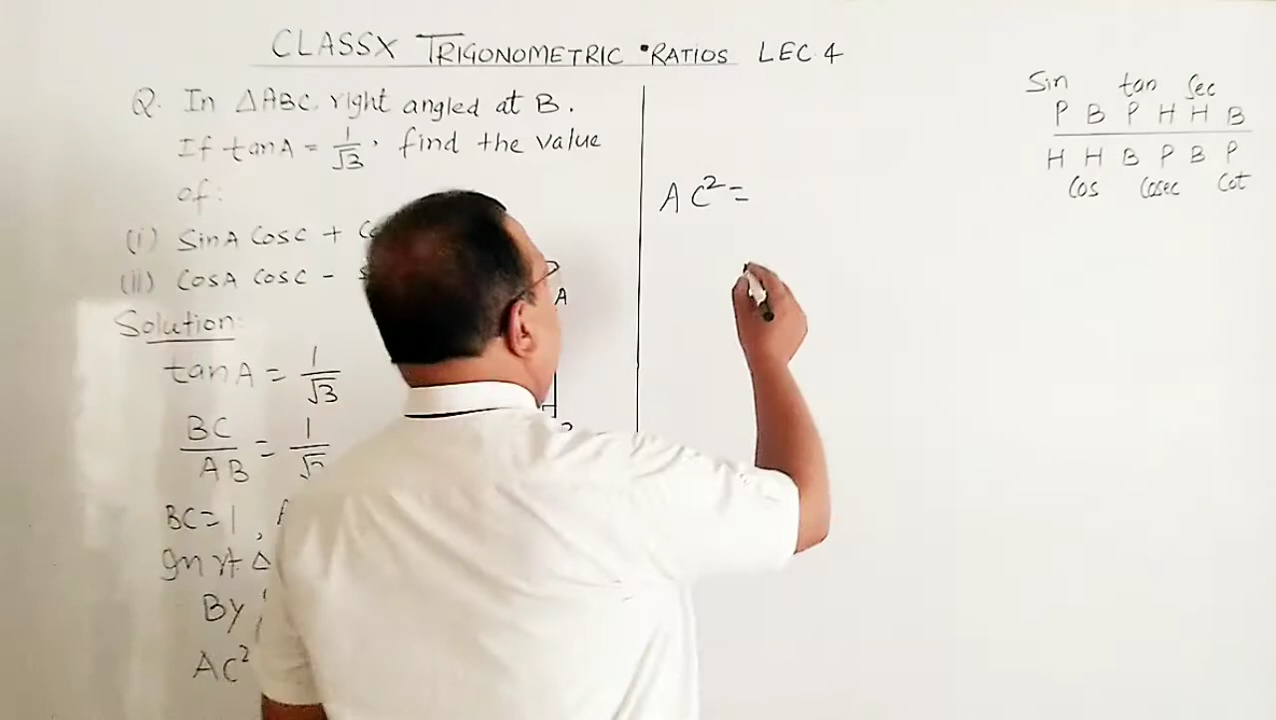 CLASSX TRIGONOMETRIC RATIOS LEC. 4
Q. In △ABC, right angled at B.
If tanA = 1/√3, find the value
of:
(i) SinA CosC +
(ii) CosA CosC -
Solution:
tanA = 1/√3
BC/AB = 1/
BC=1,
In rt △
By
AC²
A
AC² =
Sin tan Sec
P B P H H B
H H B P B P
Cos Cosec Cot